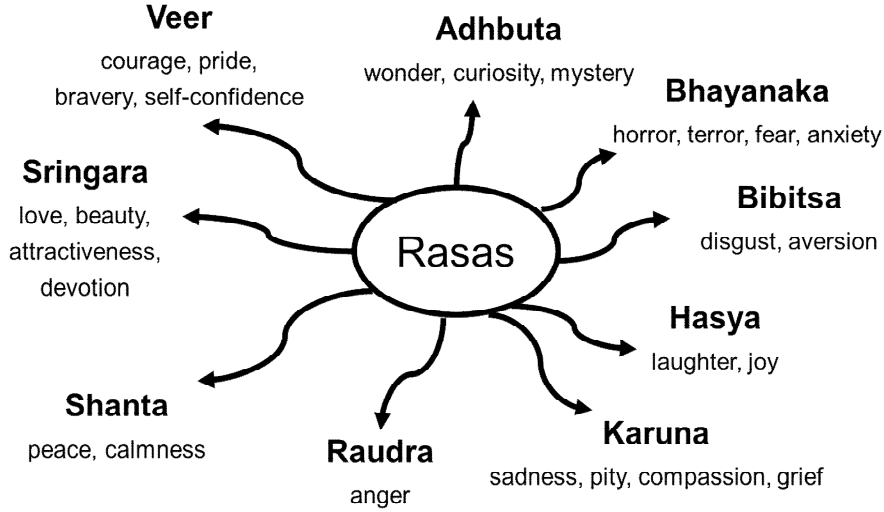 Veer
courage, pride,
bravery, self-confidence
Adhbuta
wonder, curiosity, mystery
Bhayanaka
horror, terror, fear, anxiety
Sringara
love, beauty,
attractiveness,
devotion
Rasas
Bibitsa
disgust, aversion
Hasya
laughter, joy
Shanta
peace, calmness
Raudra
anger
Karuna
sadness, pity, compassion, grief